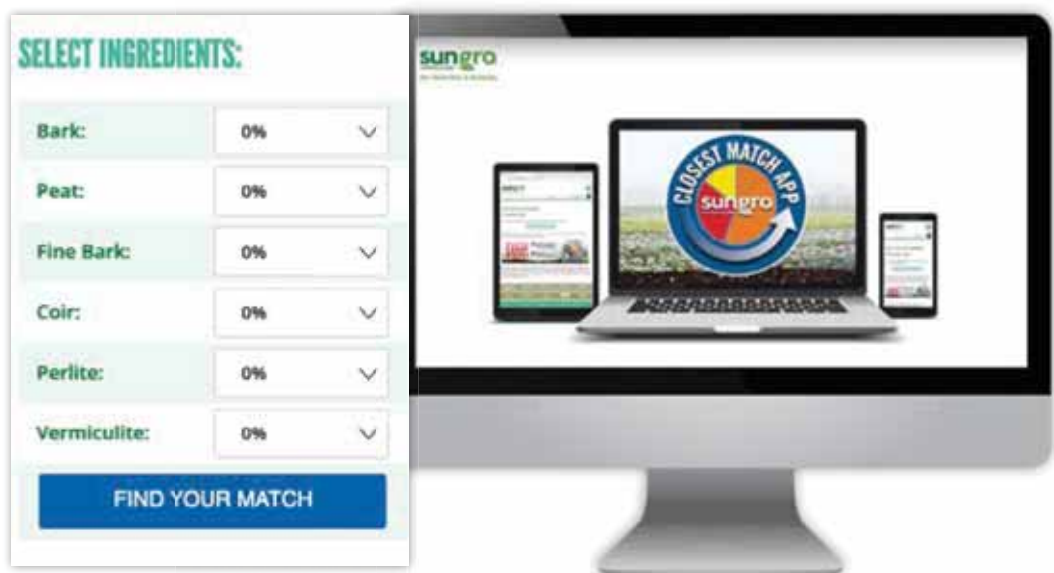 SELECT INGREDIENTS:
Bark: 0%
Peat: 0%
Fine Bark: 0%
Coir: 0%
Perlite: 0%
Vermiculite: 0%
FIND YOUR MATCH
sungro
CLOSEST MATCH APP
sungro